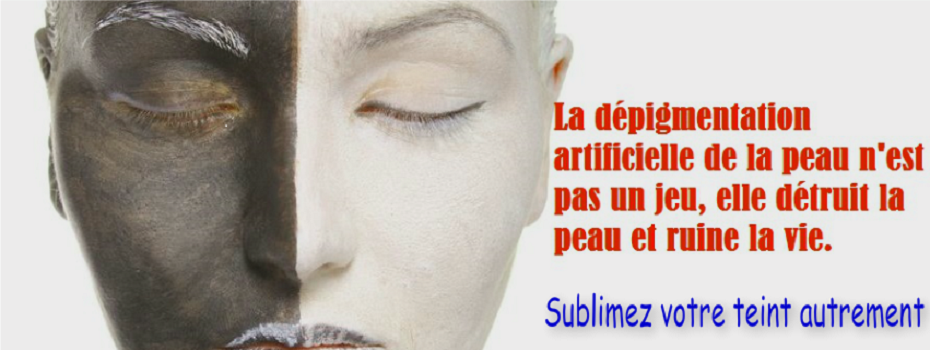 La dépigmentation
artificielle de la peau n'est
pas un jeu, elle détruit la
peau et ruine la vie.
Sublimez votre teint autrement